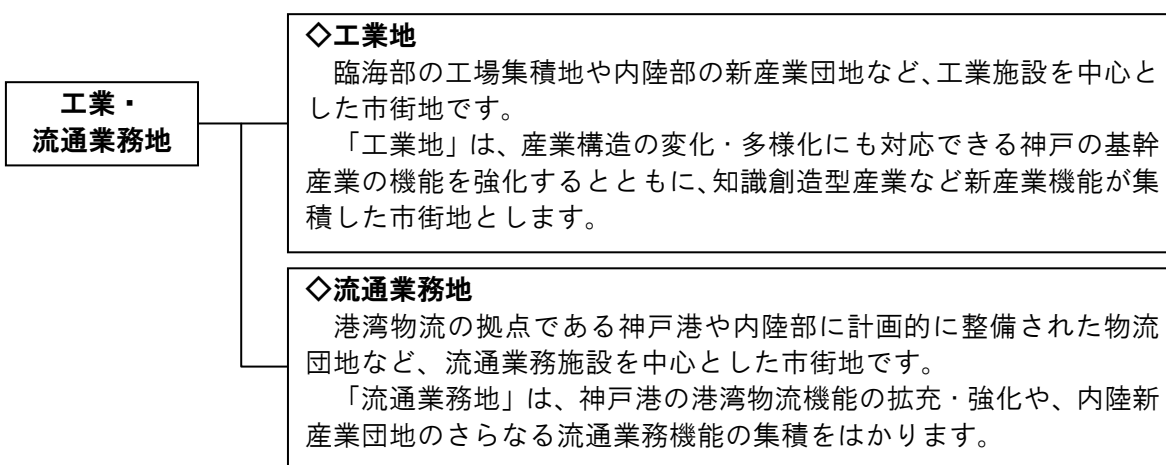 工業・
流通業務地
◇工業地
臨海部の工場集積地や内陸部の新産業団地など、工業施設を中心と
した市街地です。
「工業地」は、産業構造の変化・多様化にも対応できる神戸の基幹
産業の機能を強化するとともに、知識創造型産業など新産業機能が集
積した市街地とします。
◇流通業務地
港湾物流の拠点である神戸港や内陸部に計画的に整備された物流
団地など、流通業務施設を中心とした市街地です。
「流通業務地」は、神戸港の港湾物流機能の拡充・強化や、内陸新
産業団地のさらなる流通業務機能の集積をはかります。